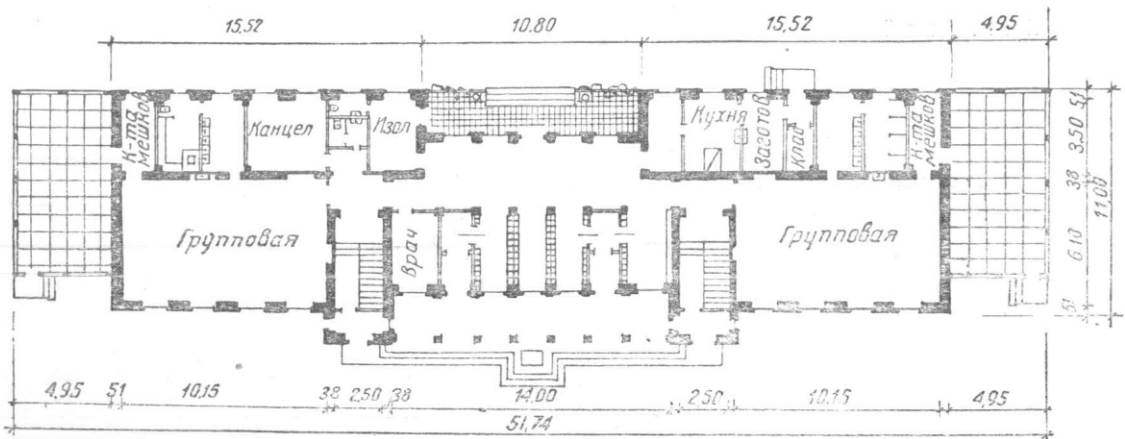 15,52 10.80 15,52 4,95
К-та мешков
Канцел
Изол
Кухня
Заготов
Клад
К-та мешков
Групповая
Врач
Групповая
51
3,50
38
6.10
51
11,00
4,95 51 10,15 38 2,50 38 14,00 2,50 10,15 4,95
51,74